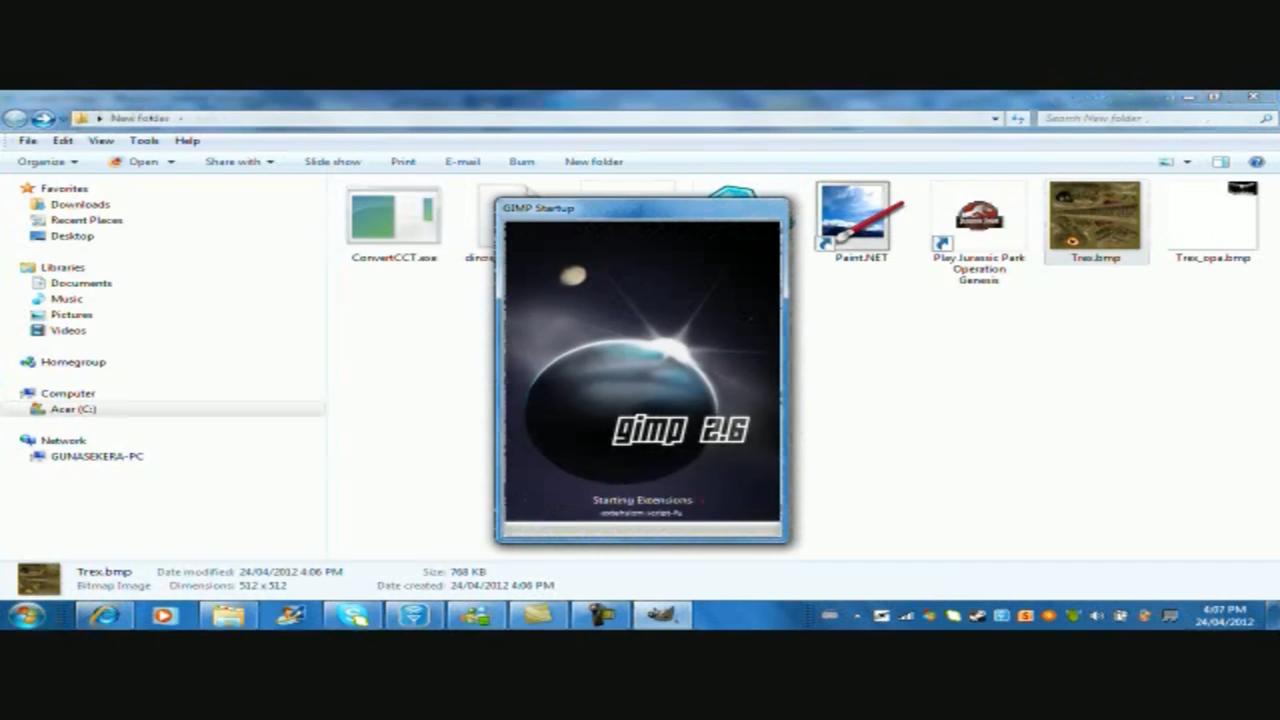 New folder
Search New folder
File Edit View Tools Help
Organize Open Share with Slide show Print E-mail Burn New folder
Favorites
Downloads
Recent Places
Desktop
Libraries
Documents
Music
Pictures
Videos
Homegroup
Computer
Acer (C:)
Network
GUNASEKERA-PC
ConvertCCT.exe
Paint.NET
Play Jurassic Park
Operation
Genesis
Trex.bmp
Trex_opa.bmp
GIMP Startup
gimp 2.6
Starting Extensions
Trex.bmp Date modified: 24/04/2012 4:06 PM Size: 768 KB
Bitmap Image Dimensions: 512 x 512 Date created: 24/04/2012 4:06 PM
4:07 PM
24/04/2012